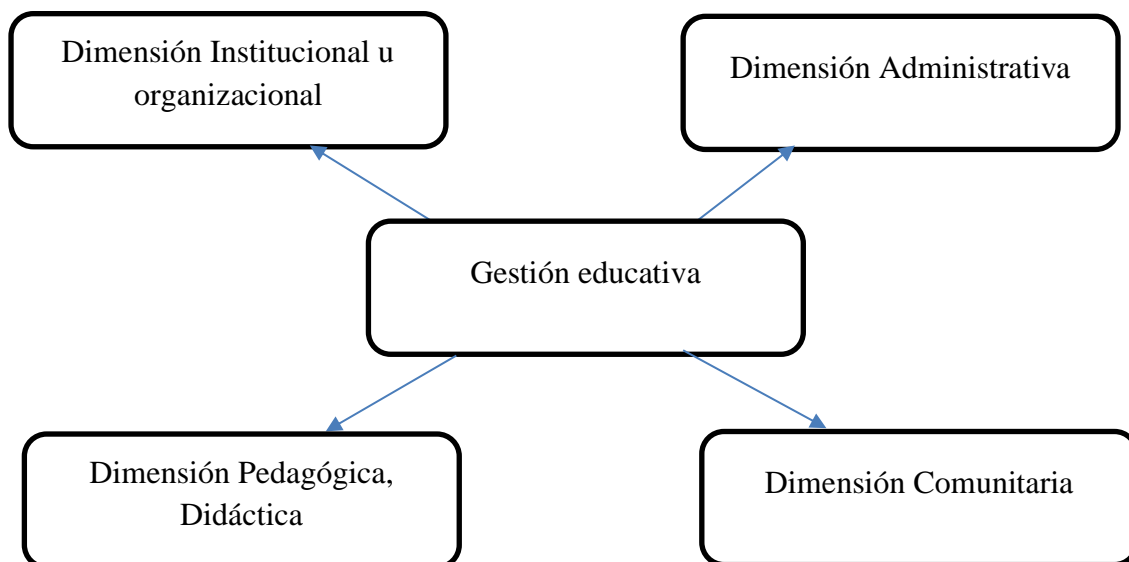 Dimensión Institucional u
organizacional
Dimensión Administrativa
Gestión educativa
Dimensión Pedagógica,
Didáctica
Dimensión Comunitaria